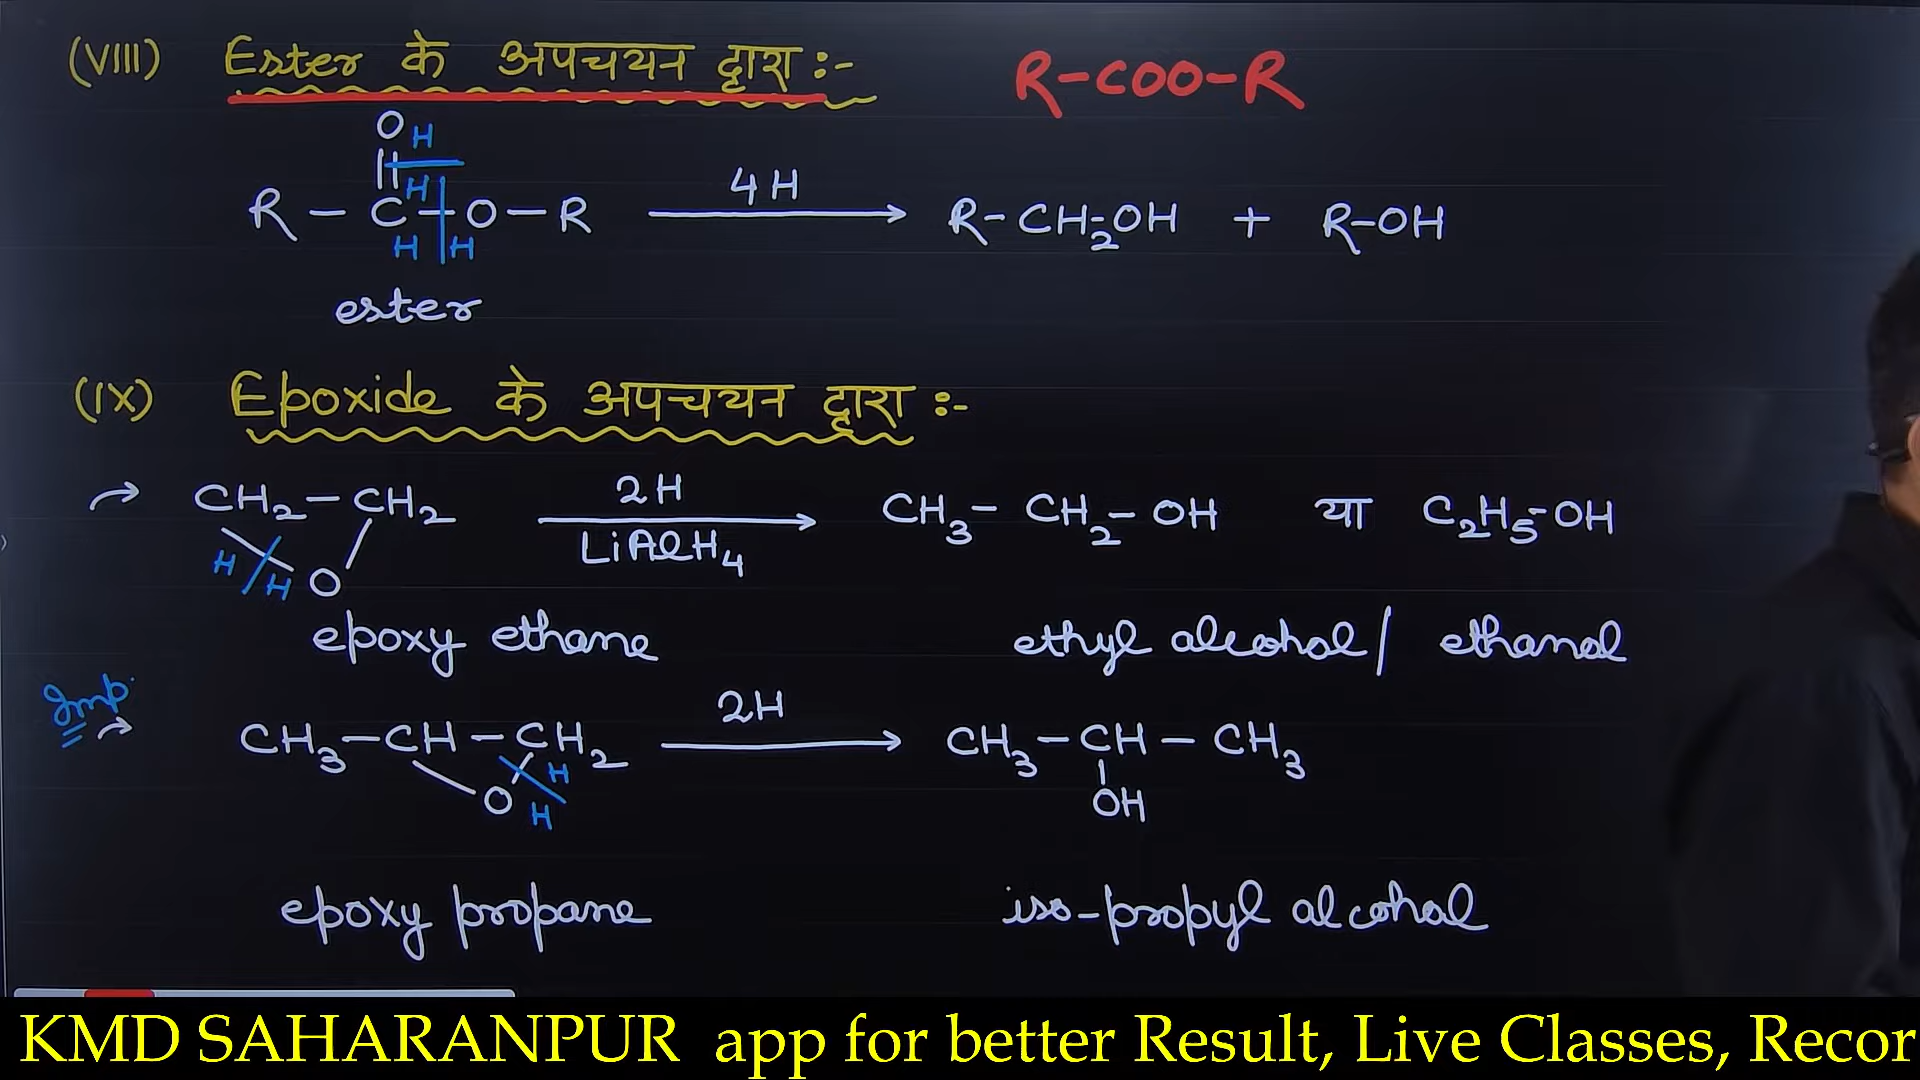 (VIII) Ester के अपचयन द्वारा :- R-COO-R
O H
|| H
R - C - O - R 4H R-CH2-OH + R-OH
H H
ester
(IX) Epoxide के अपचयन द्वारा :-
CH2 - CH2 2H CH3- CH2- OH या C2H5-OH
LiAlH4
H H O
epoxy ethane ethyl alcohol / ethanol
Imp.
CH3-CH-CH2 2H CH3-CH-CH3
H
O H OH
epoxy propane iso-propyl alcohol
KMD SAHARANPUR app for better Result, Live Classes, Recor